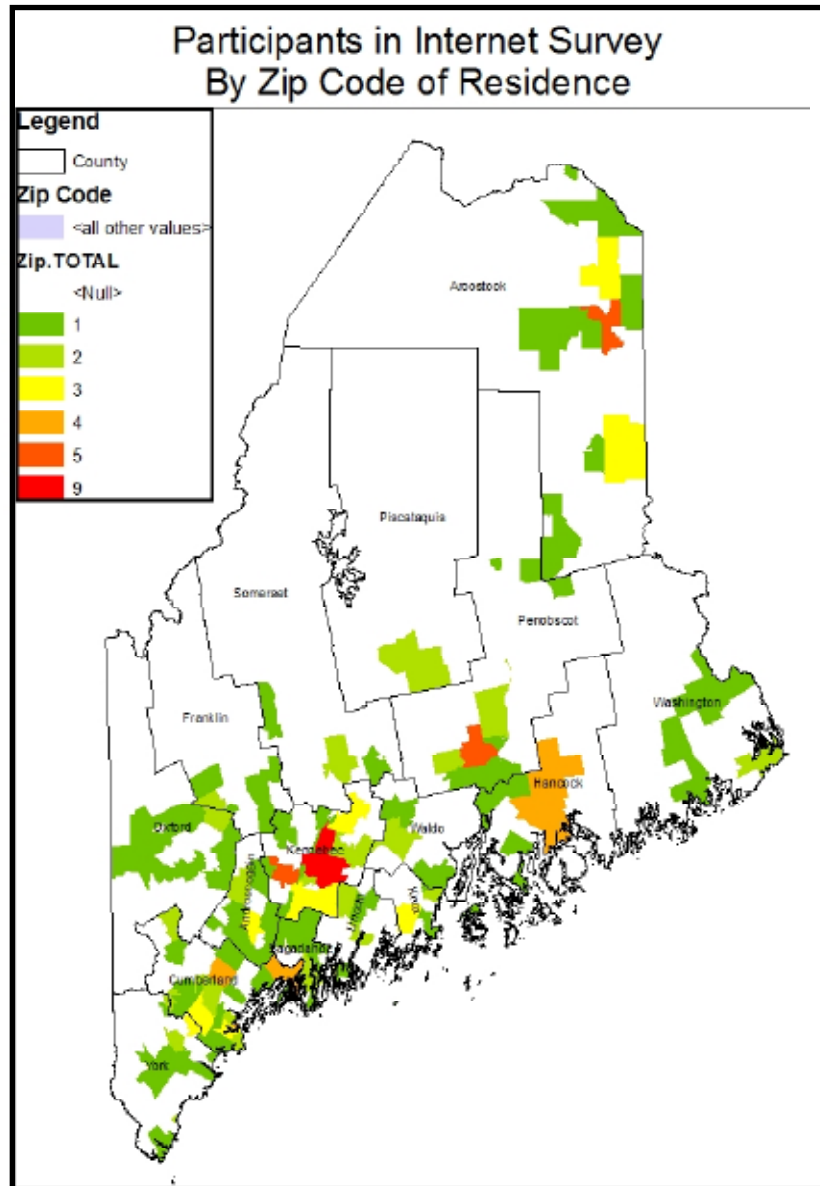 Participants in Internet Survey
By Zip Code of Residence
Legend
County
Zip Code
<all other values>
Zip.TOTAL
<Null>
1
2
3
4
5
9
Aroostook
Piscataquis
Somerset
Penobscot
Washington
Franklin
Hancock
Oxford
Waldo
Kennebec
Androscoggin
Knox
Lincoln
Sagadahoc
Cumberland
York